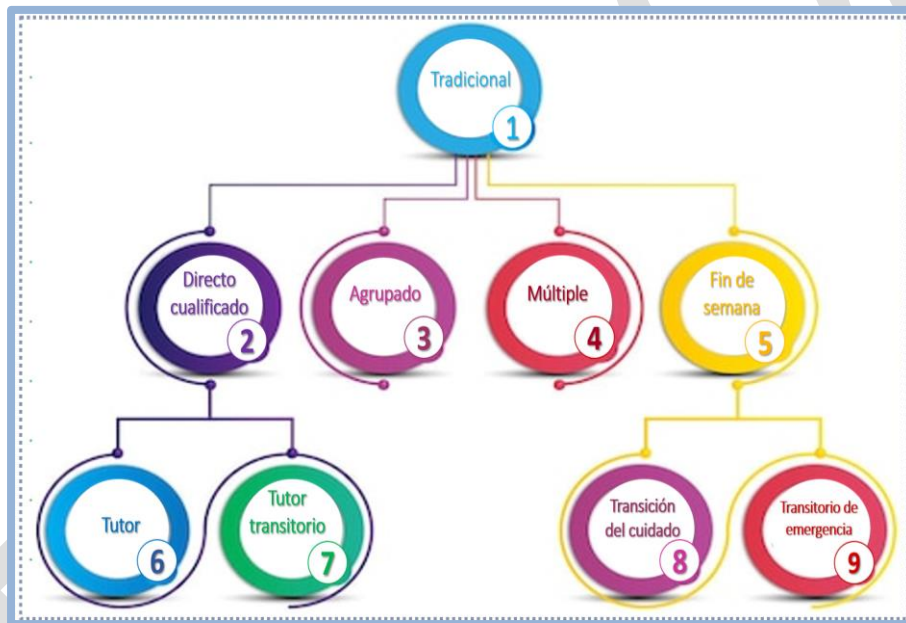 Tradicional
1
Directo
cualificado
2
Agrupado
3
Múltiple
4
Fin de
semana
5
Tutor
6
Tutor
transitorio
7
Transición
del cuidado
8
Transitorio de
emergencia
9